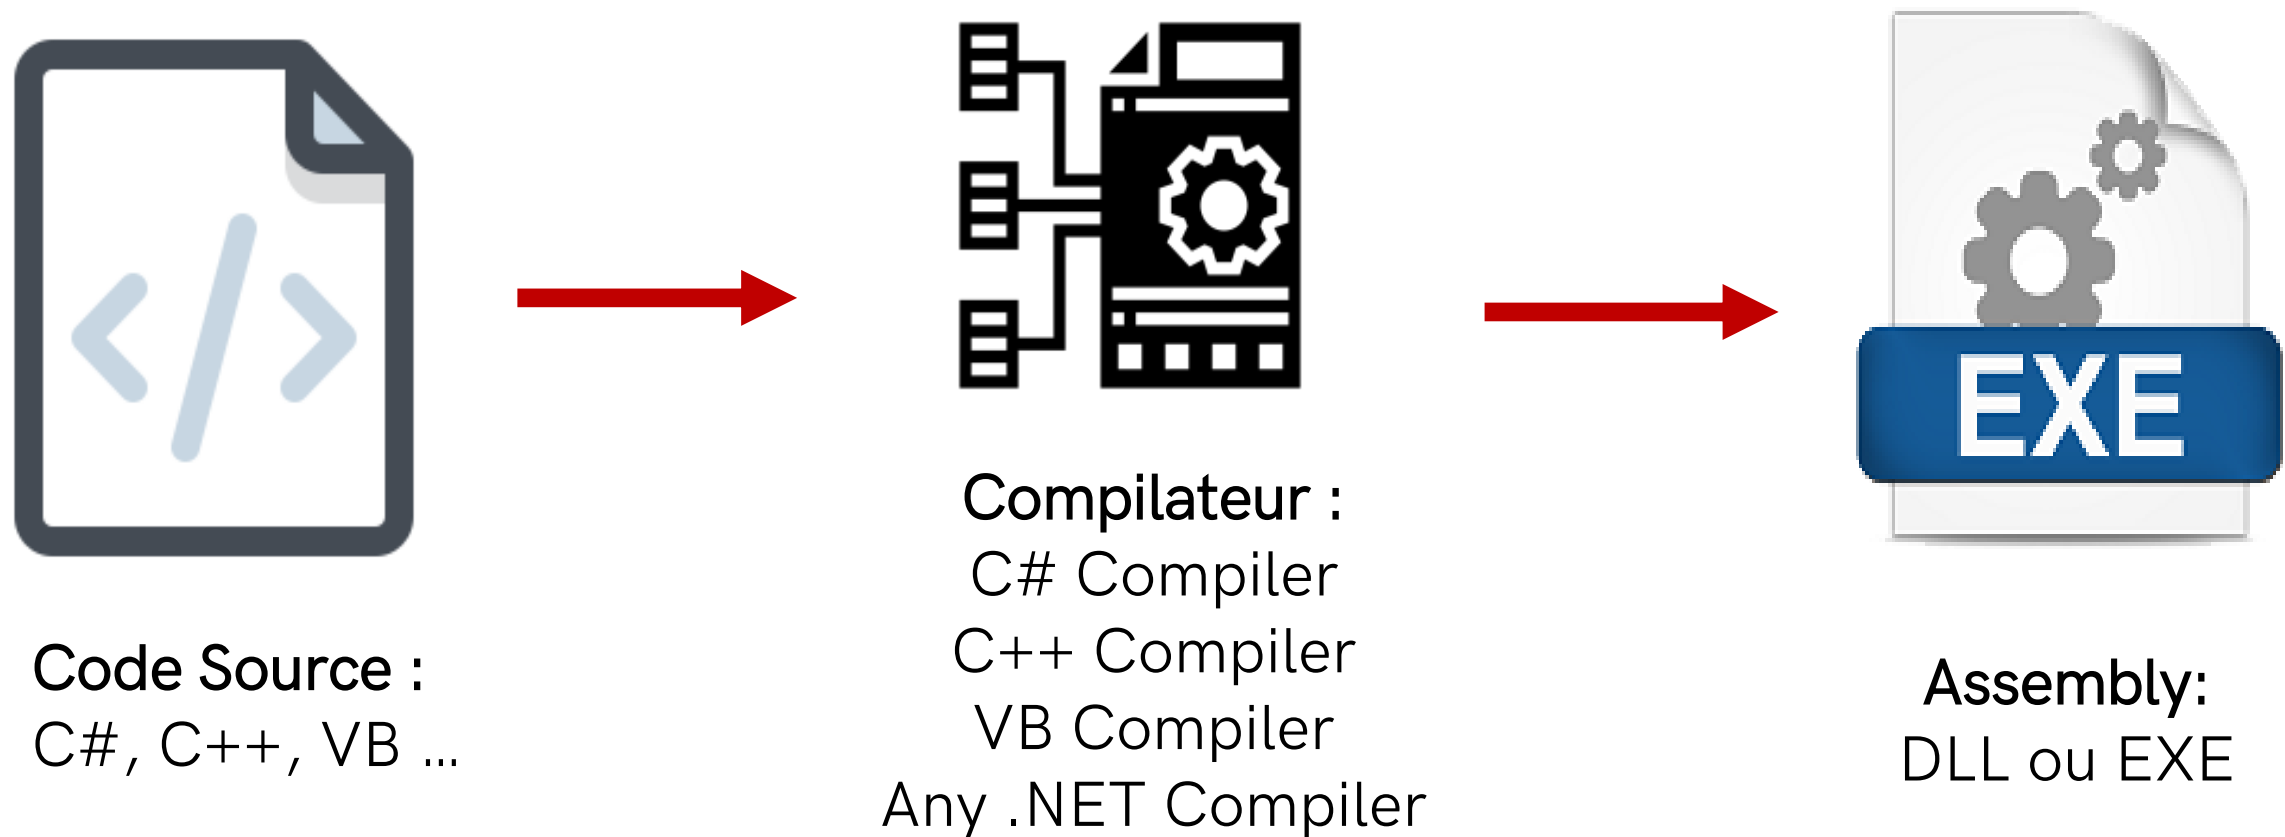 Code Source :
C#, C++, VB ...
Compilateur :
C# Compiler
C++ Compiler
VB Compiler
Any .NET Compiler
EXE
Assembly:
DLL ou EXE